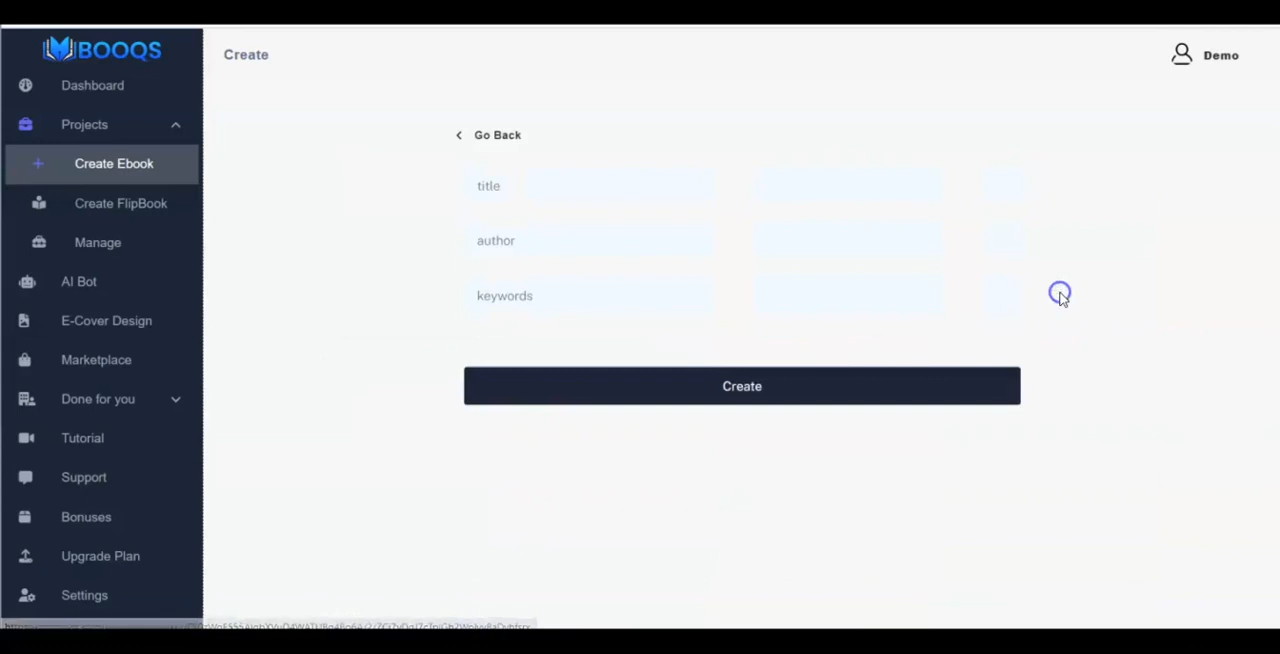 BOOQS
Create
Demo
Dashboard
Projects
Go Back
Create Ebook
title
Create FlipBook
author
Manage
AI Bot
keywords
E-Cover Design
Marketplace
Create
Done for you
Tutorial
Support
Bonuses
Upgrade Plan
Settings